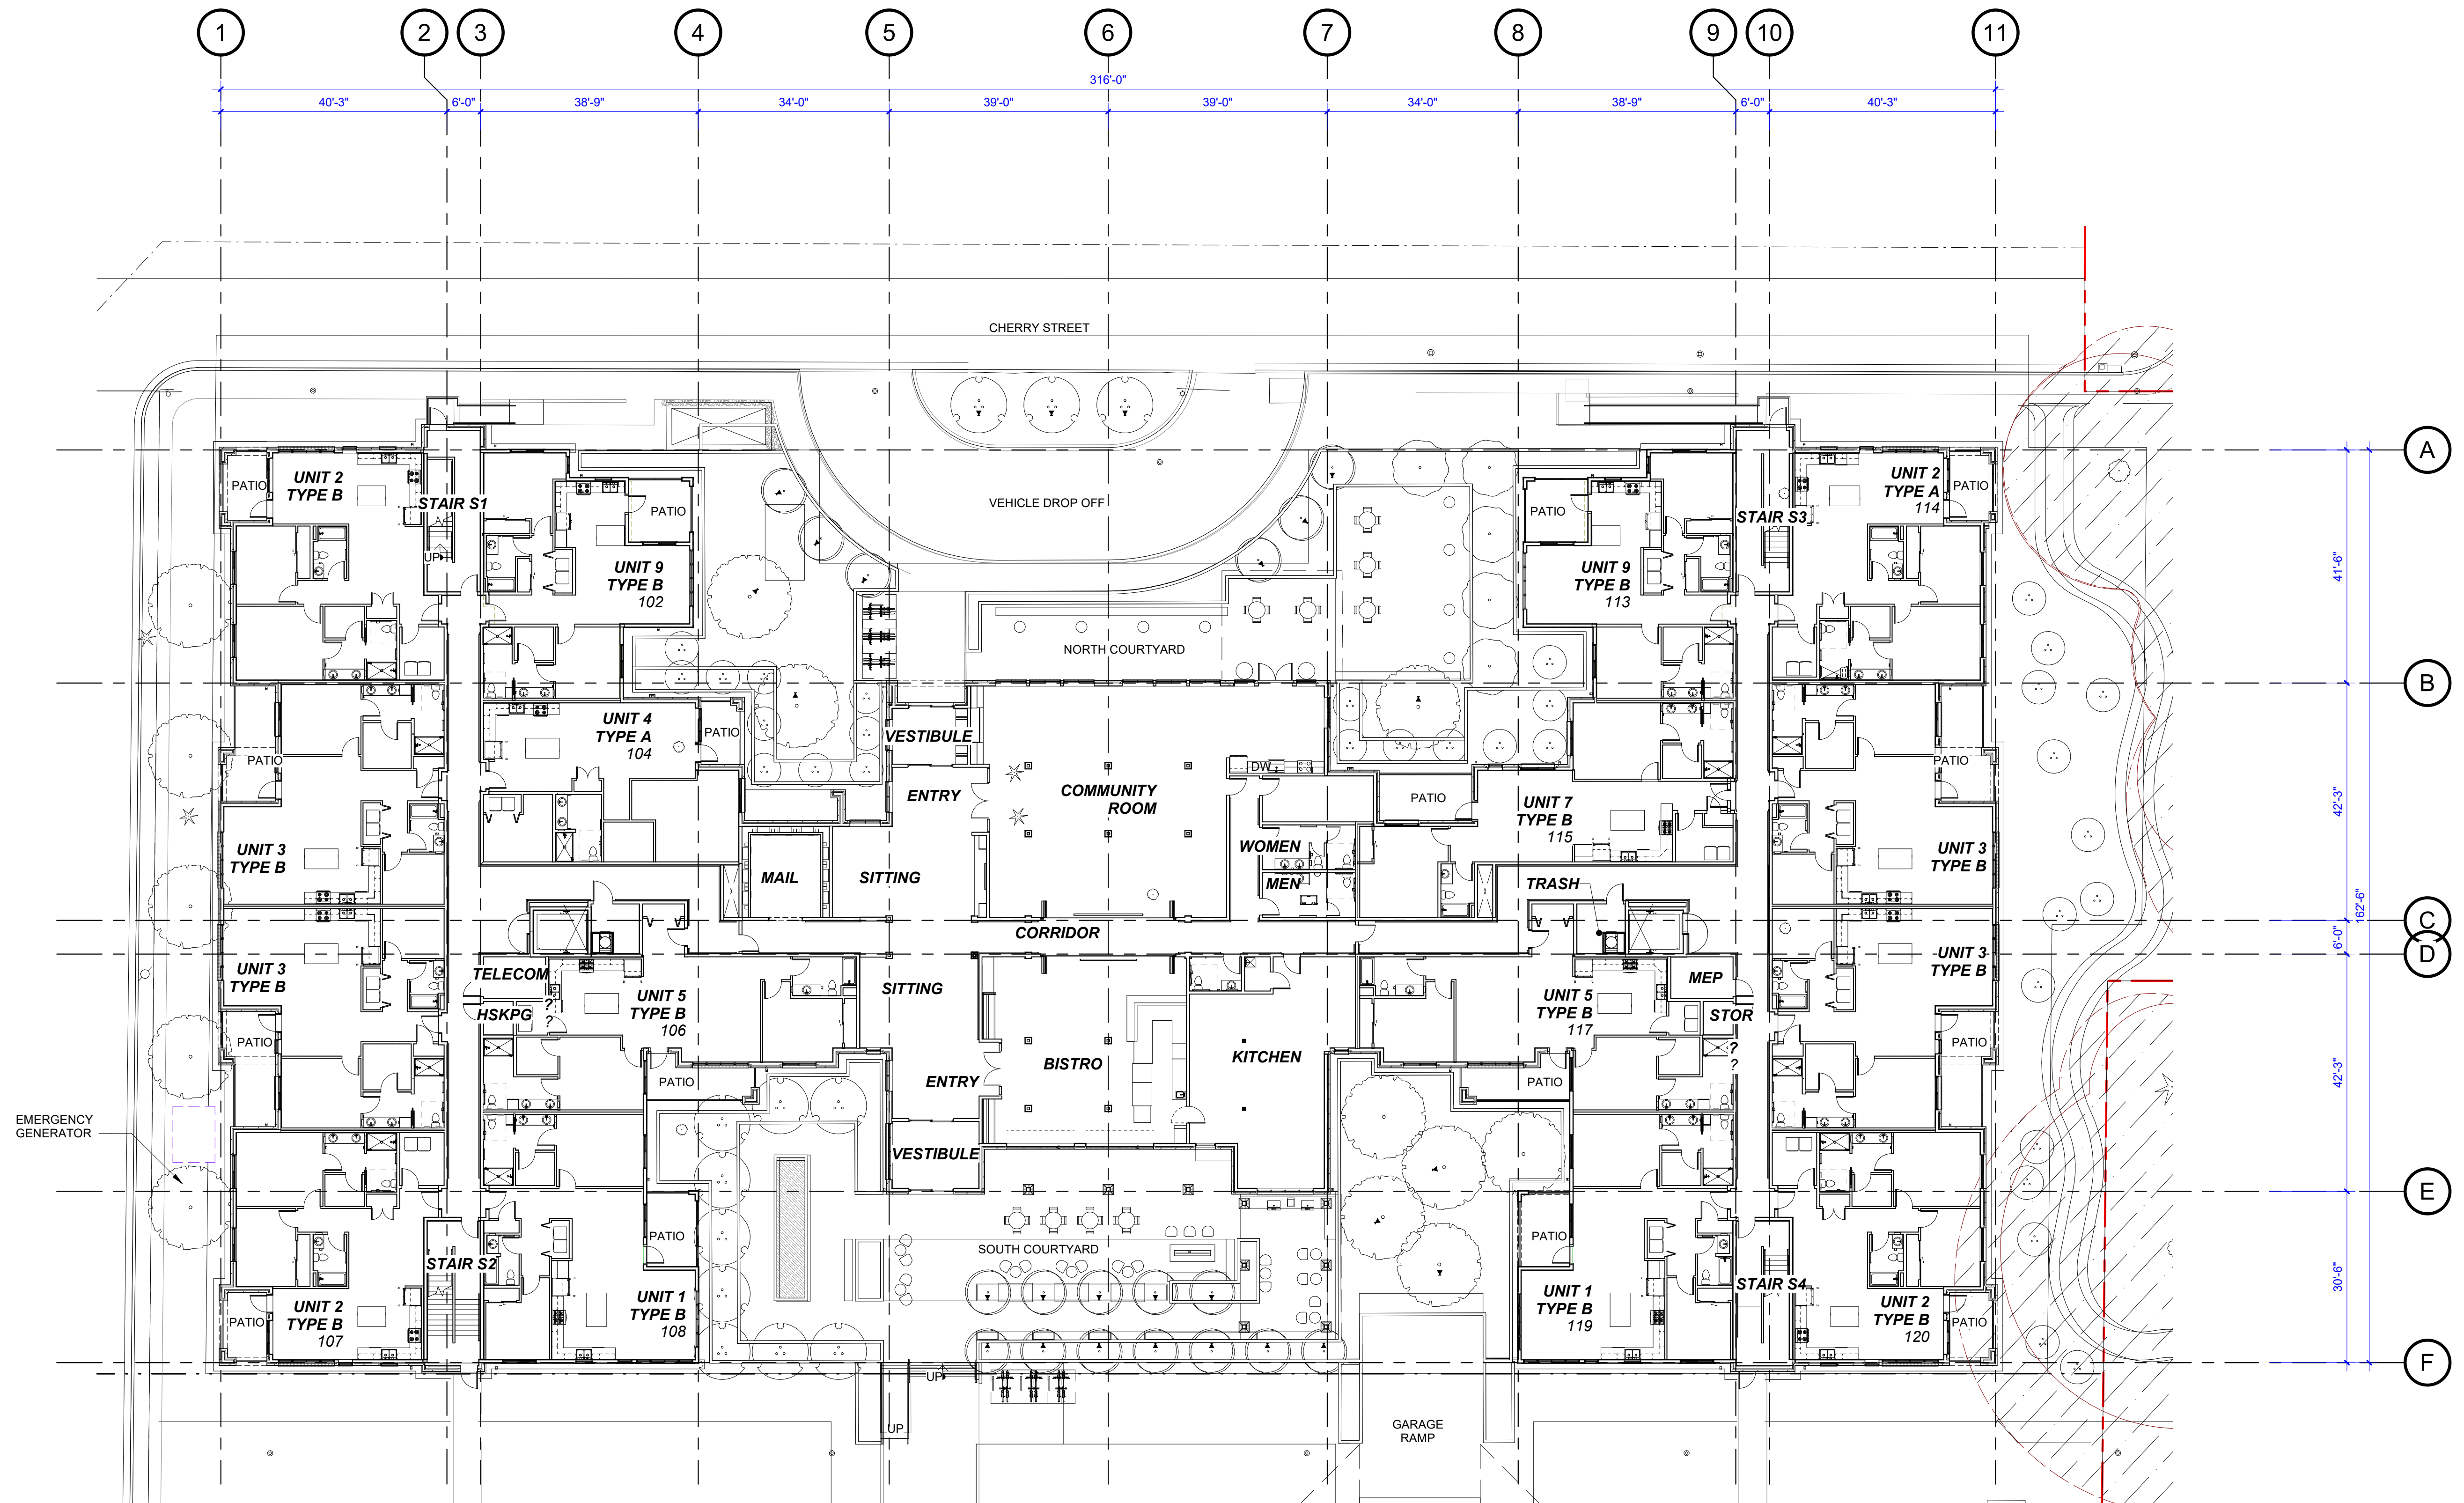 1 2 3 4 5 6 7 8 9 10 11
316'-0"
40'-3" 6'-0" 38'-9" 34'-0" 39'-0" 39'-0" 34'-0" 38'-9" 6'-0" 40'-3"
CHERRY STREET
A
UNIT 2
TYPE B
PATIO
STAIR S1
UP
PATIO
UNIT 9
TYPE B
102
VEHICLE DROP OFF
PATIO
UNIT 9
TYPE B
113
STAIR S3
UNIT 2
TYPE A
114
PATIO
41'-6"
NORTH COURTYARD
B
UNIT 4
TYPE A
104
PATIO
VESTIBULE
PATIO
UNIT 3
TYPE B
ENTRY
COMMUNITY
ROOM
DW
PATIO
UNIT 7
TYPE B
115
PATIO
UNIT 3
TYPE B
42'-3"
MAIL
SITTING
WOMEN
MEN
TRASH
162'-6"
C
CORRIDOR
6'-0"
D
UNIT 3
TYPE B
TELECOM
HSKPG
?
?
UNIT 5
TYPE B
106
SITTING
UNIT 5
TYPE B
117
MEP
STOR
?
?
UNIT 3
TYPE B
PATIO
PATIO
PATIO
ENTRY
BISTRO
KITCHEN
PATIO
42'-3"
EMERGENCY
GENERATOR
VESTIBULE
E
PATIO
SOUTH COURTYARD
PATIO
STAIR S2
STAIR S4
30'-6"
UNIT 2
TYPE B
107
PATIO
UNIT 1
TYPE B
108
UNIT 1
TYPE B
119
UNIT 2
TYPE B
120
PATIO
F
UP
UP
GARAGE
RAMP